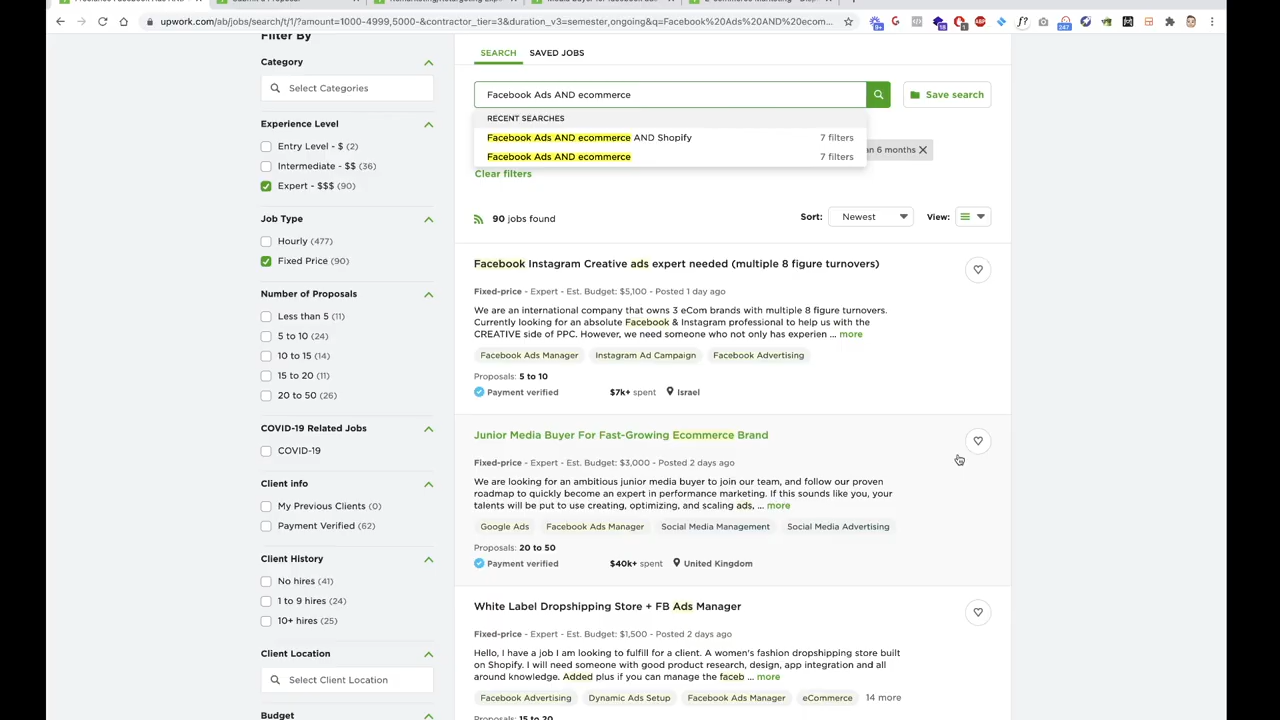 upwork.com/ab/jobs/search/t/1/?amount=1000-4999,5000-&contractor_tier=3&duration_v3=semester,ongoing&q=Facebook%20Ads%20AND%20ecom...
Filter By
Category
Select Categories
Experience Level
Entry Level - $ (2)
Intermediate - $$ (36)
Expert - $$$ (90)
Job Type
Hourly (477)
Fixed Price (90)
Number of Proposals
Less than 5 (11)
5 to 10 (24)
10 to 15 (14)
15 to 20 (11)
20 to 50 (26)
COVID-19 Related Jobs
COVID-19
Client info
My Previous Clients (0)
Payment Verified (62)
Client History
No hires (41)
1 to 9 hires (24)
10+ hires (25)
Client Location
Select Client Location
Budget
SEARCH SAVED JOBS
Facebook Ads AND ecommerce
Save search
RECENT SEARCHES
Facebook Ads AND ecommerce AND Shopify 7 filters
Facebook Ads AND ecommerce 7 filters
an 6 months
Clear filters
90 jobs found
Sort: Newest View:
Facebook Instagram Creative ads expert needed (multiple 8 figure turnovers)
Fixed-price - Expert - Est. Budget: $5,100 - Posted 1 day ago
We are an international company that owns 3 eCom brands with multiple 8 figure turnovers.
Currently looking for an absolute Facebook & Instagram professional to help us with the
CREATIVE side of PPC. However, we need someone who not only has experien ... more
Facebook Ads Manager Instagram Ad Campaign Facebook Advertising
Proposals: 5 to 10
Payment verified $7k+ spent Israel
Junior Media Buyer For Fast-Growing Ecommerce Brand
Fixed-price - Expert - Est. Budget: $3,000 - Posted 2 days ago
We are looking for an ambitious junior media buyer to join our team, and follow our proven
roadmap to quickly become an expert in performance marketing. If this sounds like you, your
talents will be put to use creating, optimizing, and scaling ads, ... more
Google Ads Facebook Ads Manager Social Media Management Social Media Advertising
Proposals: 20 to 50
Payment verified $40k+ spent United Kingdom
White Label Dropshipping Store + FB Ads Manager
Fixed-price - Expert - Est. Budget: $1,500 - Posted 2 days ago
Hello, I have a job I am looking to fulfill for a client. A women's fashion dropshipping store built
on Shopify. I will need someone with good product research, design, app integration and all
around knowledge. Added plus if you can manage the faceb ... more
Facebook Advertising Dynamic Ads Setup Facebook Ads Manager eCommerce 14 more
Proposals: 15 to 20